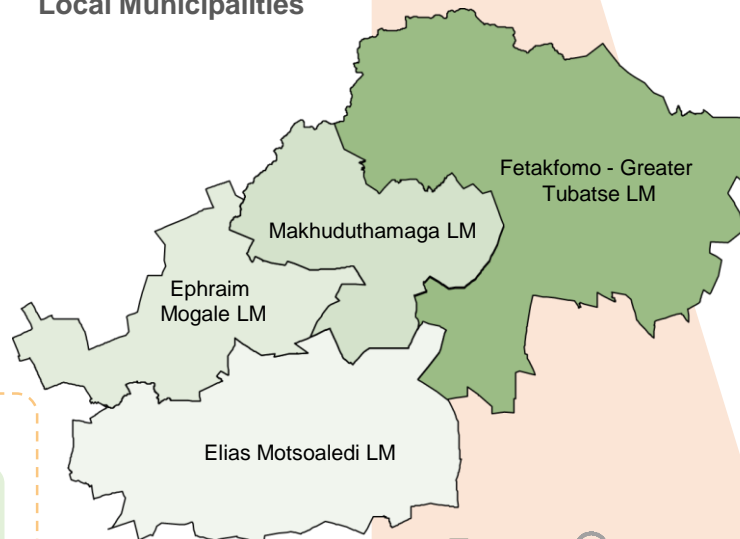 Local Municipalities
Fetakfomo - Greater
Tubatse LM
Makhuduthamaga LM
Ephraim
Mogale LM
Elias Motsoaledi LM